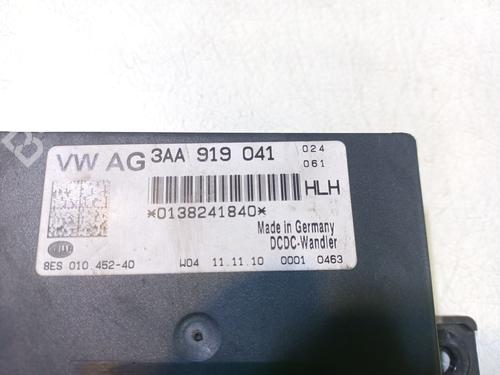 VW AG 3AA 919 041 024
061
HLH
*0138241840*
Made in Germany
DCDC-Wandler
8ES 010.452-40 W04 11.11.10 0001 0463